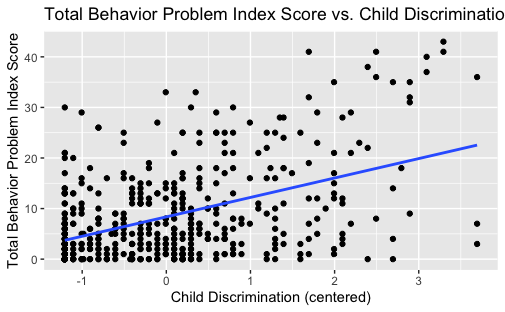 Total Behavior Problem Index Score vs. Child Discriminatio
Total Behavior Problem Index Score
40
30
20
10
0
-1 0 1 2 3
Child Discrimination (centered)